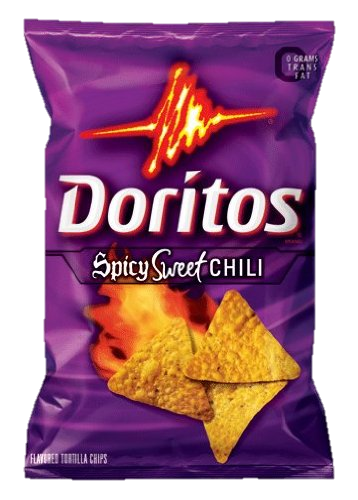 0 GRAMS
TRANS
FAT
Doritos
Spicy Sweet CHILI
FLAVORED TORTILLA CHIPS